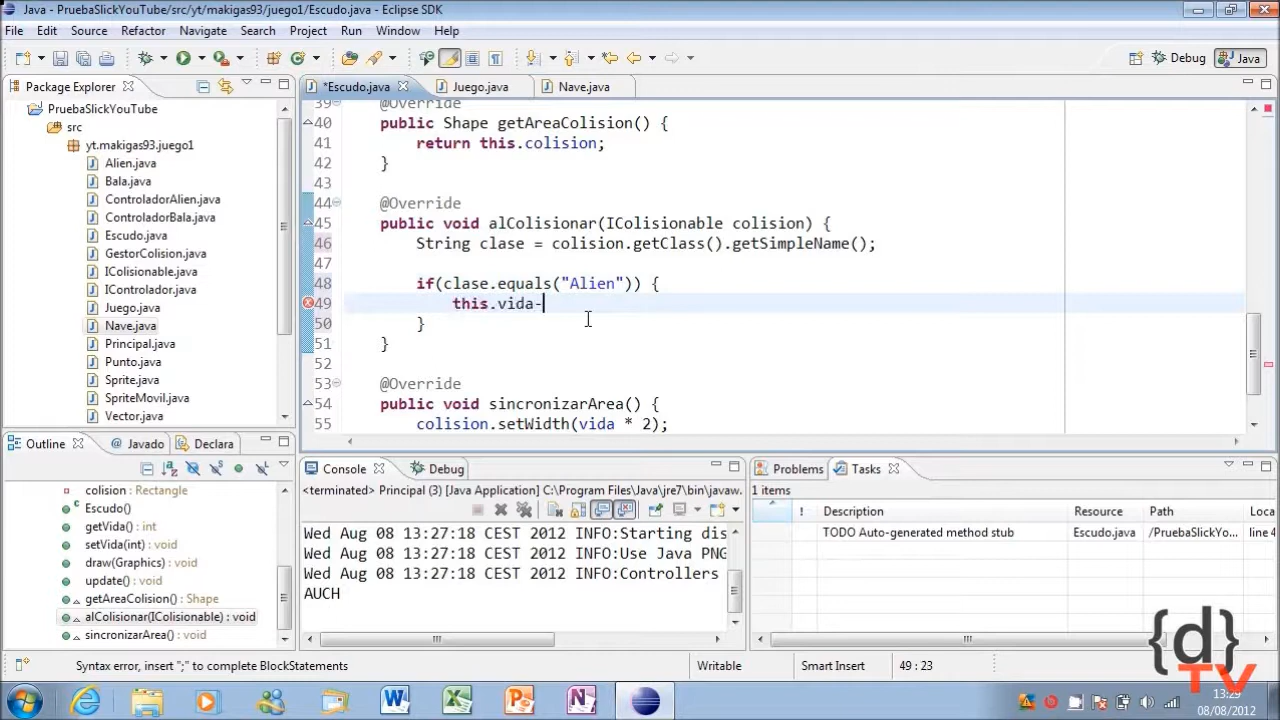 Java - PruebaSlickYouTube/src/yt/makigas93/juego1/Escudo.java - Eclipse SDK
File Edit Source Refactor Navigate Search Project Run Window Help
Debug Java
Package Explorer
*Escudo.java Juego.java Nave.java
PruebaSlickYouTube
src
yt.makigas93.juego1
Alien.java
Bala.java
ControladorAlien.java
ControladorBala.java
Escudo.java
GestorColision.java
IColisionable.java
IControlador.java
Juego.java
Nave.java
Principal.java
Punto.java
Sprite.java
SpriteMovil.java
Vector.java
39 @Override
40 public Shape getAreaColision() {
41 return this.colision;
42 }
43
44 @Override
45 public void alColisionar(IColisionable colision) {
46 String clase = colision.getClass().getSimpleName();
47
48 if(clase.equals("Alien")) {
49 this.vida-
50 }
51 }
52
53 @Override
54 public void sincronizarArea() {
55 colision.setWidth(vida * 2);
Outline Javado Declara
colision : Rectangle
Escudo()
getVida() : int
setVida(int) : void
draw(Graphics) : void
update() : void
getAreaColision() : Shape
alColisionar(IColisionable) : void
sincronizarArea() : void
Console Debug
<terminated> Principal (3) [Java Application] C:\Program Files\Java\jre7\bin\javaw.
Wed Aug 08 13:27:18 CEST 2012 INFO:Starting dis
Wed Aug 08 13:27:18 CEST 2012 INFO:Use Java PNG
Wed Aug 08 13:27:18 CEST 2012 INFO:Controllers
AUCH
Problems Tasks
1 items
! Description Resource Path Loca
TODO Auto-generated method stub Escudo.java /PruebaSlickYo... line 4
Syntax error, insert ";" to complete BlockStatements Writable Smart Insert 49 : 23
{d}
TV
13:29
08/08/2012